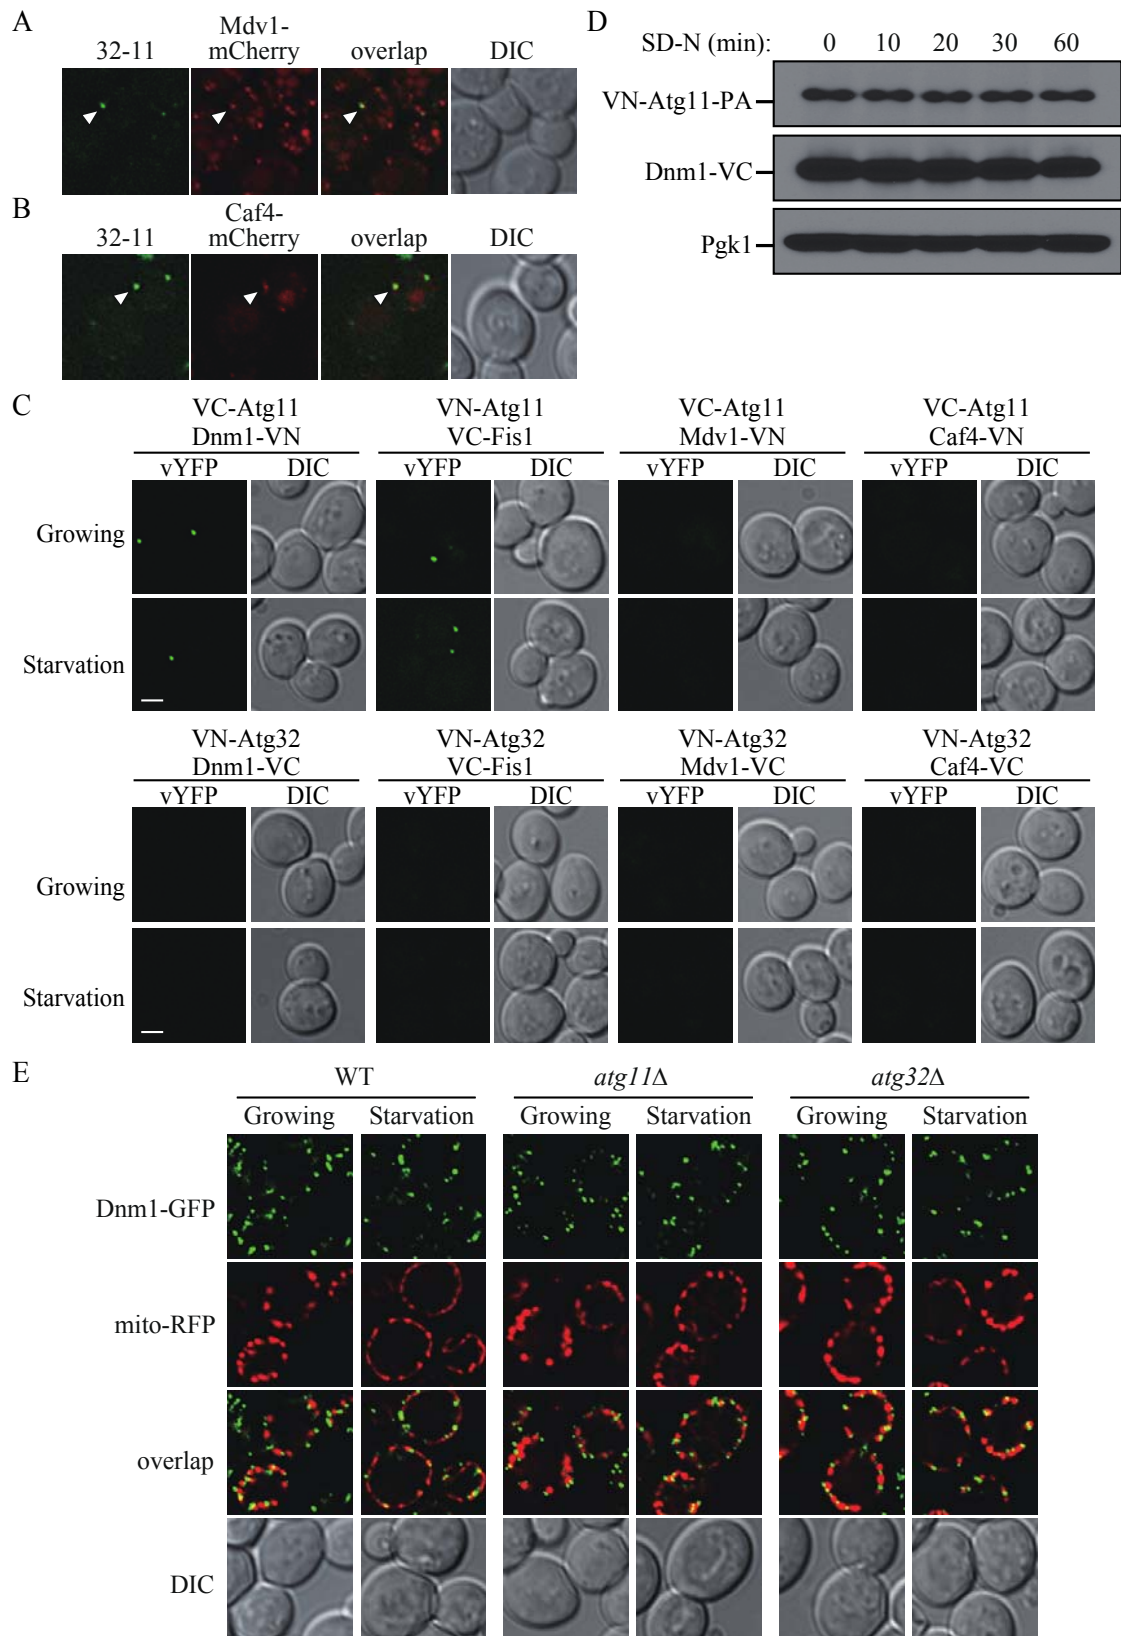 A
32-11
Mdv1-
mCherry
overlap
DIC
B
32-11
Caf4-
mCherry
overlap
DIC
D
SD-N (min): 0 10 20 30 60
VN-Atg11-PA
Dnm1-VC
Pgk1
C
VC-Atg11 VN-Atg11 VC-Atg11 VC-Atg11
Dnm1-VN VC-Fis1 Mdv1-VN Caf4-VN
vYFP DIC vYFP DIC vYFP DIC vYFP DIC
Growing
Starvation
VN-Atg32 VN-Atg32 VN-Atg32 VN-Atg32
Dnm1-VC VC-Fis1 Mdv1-VC Caf4-VC
vYFP DIC vYFP DIC vYFP DIC vYFP DIC
Growing
Starvation
E
WT atg11Δ atg32Δ
Growing Starvation Growing Starvation Growing Starvation
Dnm1-GFP
mito-RFP
overlap
DIC